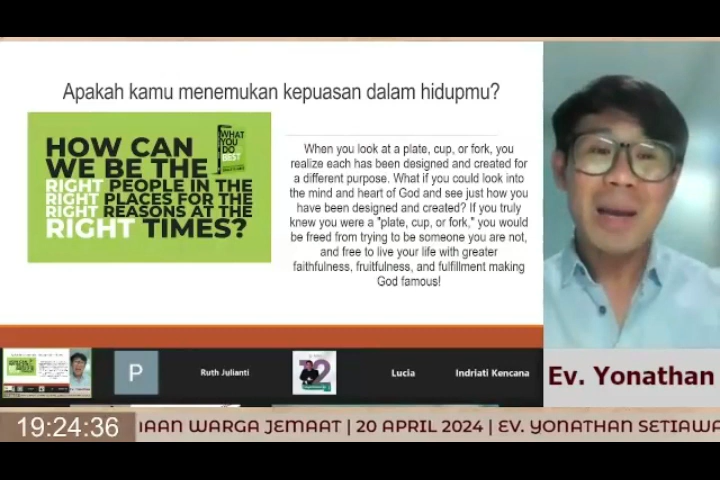 Apakah kamu menemukan kepuasan dalam hidupmu?
HOW CAN
WE BE THE
RIGHT PEOPLE IN THE
RIGHT PLACES FOR THE
RIGHT REASONS AT THE
RIGHT TIMES?
WHAT
YOU
DO
BEST
When you look at a plate, cup, or fork, you
realize each has been designed and created for
a different purpose. What if you could look into
the mind and heart of God and see just how you
have been designed and created? If you truly
knew you were a "plate, cup, or fork," you would
be freed from trying to be someone you are not,
and free to live your life with greater
faithfulness, fruitfulness, and fulfillment making
God famous!
P
Ruth Julianti
Lucia
Indriati Kencana
Ev. Yonathan
19:24:36
IAAN WARGA JEMAAT | 20 APRIL 2024 | EV. YONATHAN SETIAWA